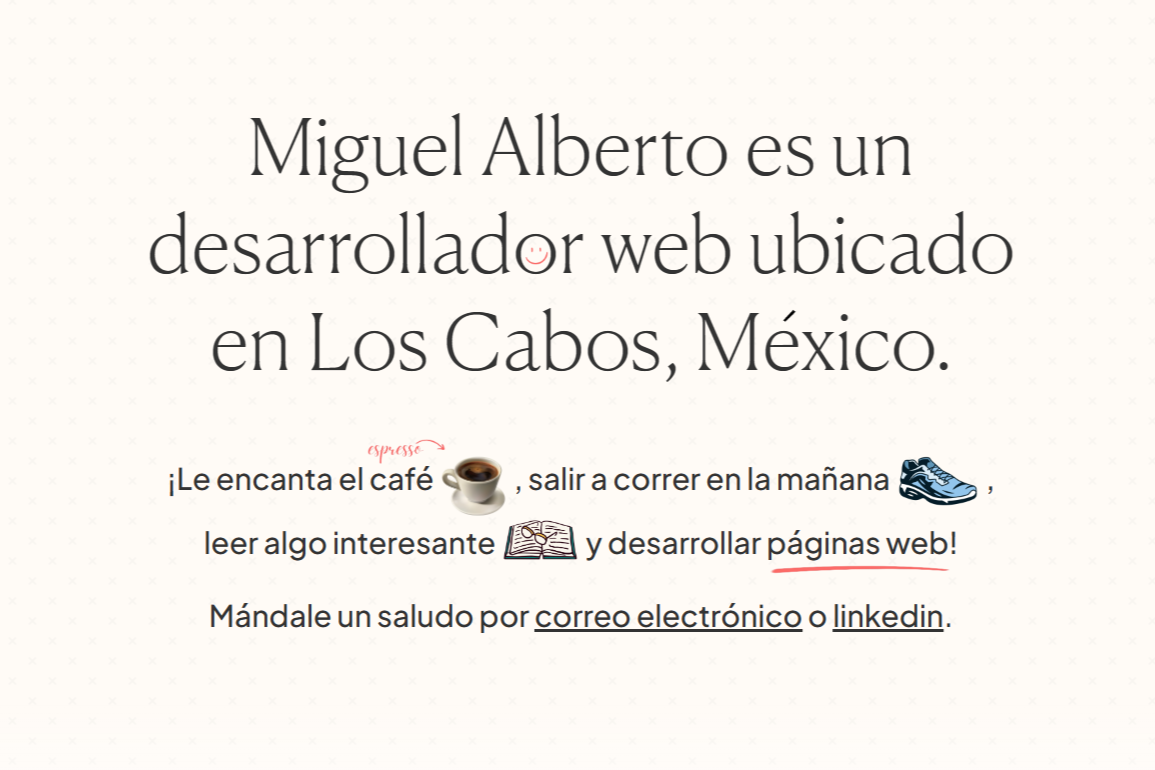 Miguel Alberto es un
desarrollador web ubicado
en Los Cabos, México.
espresso
¡Le encanta el café , salir a correr en la mañana ,
leer algo interesante y desarrollar páginas web!
Mándale un saludo por correo electrónico o linkedin.